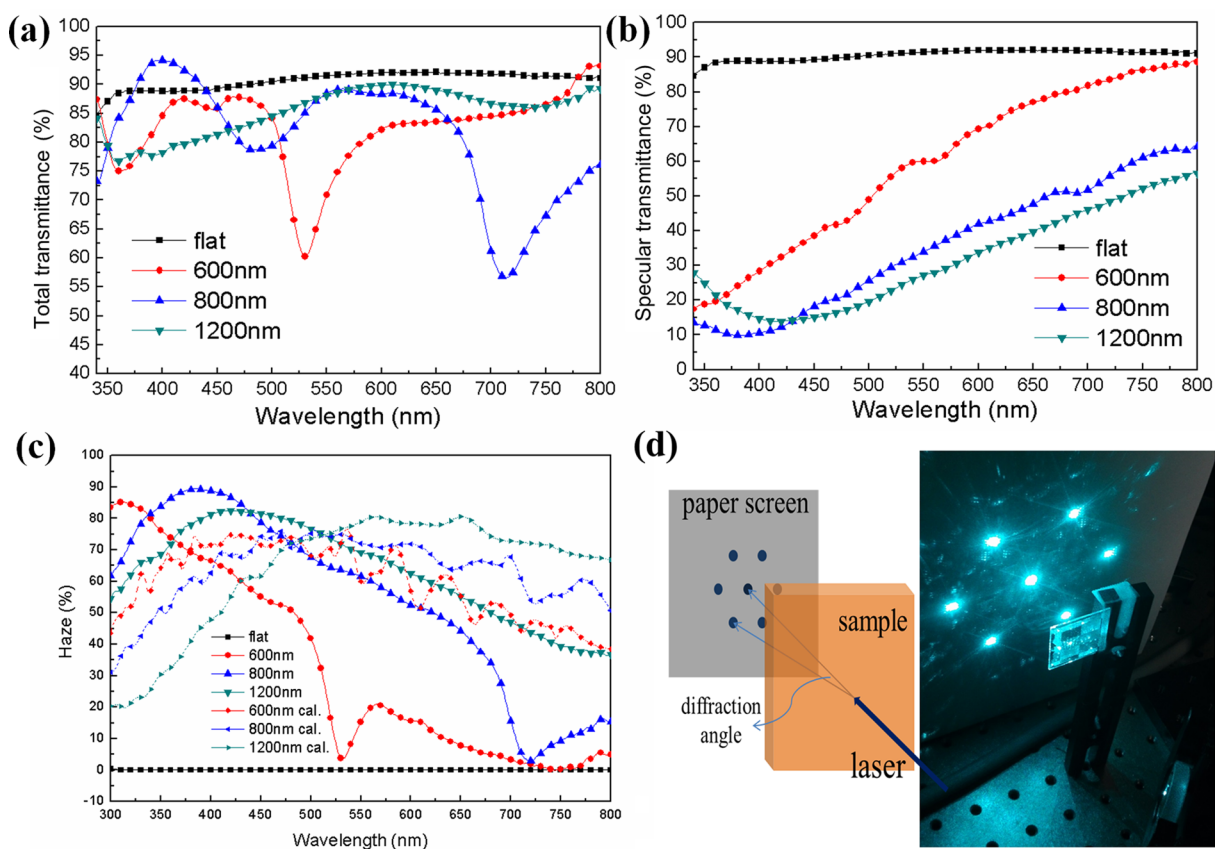 (a)
Total transmittance (%)
100
95
90
85
80
75
70
65
60
55
50
45
40
flat
600nm
800nm
1200nm
350 400 450 500 550 600 650 700 750 800
Wavelength (nm)
(b)
Specular transmittance (%)
100
90
80
70
60
50
40
30
20
10
0
flat
600nm
800nm
1200nm
350 400 450 500 550 600 650 700 750 800
Wavelength (nm)
(c)
Haze (%)
100
90
80
70
60
50
40
30
20
10
0
-10
flat
600nm
800nm
1200nm
600nm cal.
800nm cal.
1200nm cal.
300 350 400 450 500 550 600 650 700 750 800
Wavelength (nm)
(d)
paper screen
sample
diffraction
angle
laser